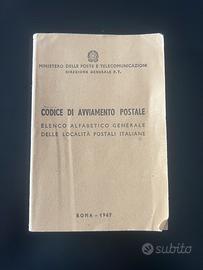 MINISTERO DELLE POSTE E TELECOMUNICAZIONI
DIREZIONE GENERALE P.T.
CODICE DI AVVIAMENTO POSTALE
ELENCO ALFABETICO GENERALE
DELLE LOCALITÀ POSTALI ITALIANE
ROMA - 1967
subito